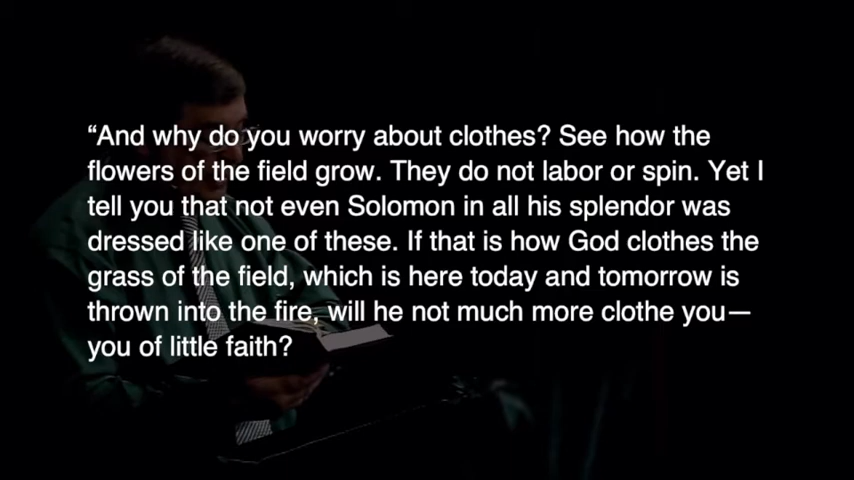 “And why do you worry about clothes? See how the
flowers of the field grow. They do not labor or spin. Yet I
tell you that not even Solomon in all his splendor was
dressed like one of these. If that is how God clothes the
grass of the field, which is here today and tomorrow is
thrown into the fire, will he not much more clothe you—
you of little faith?